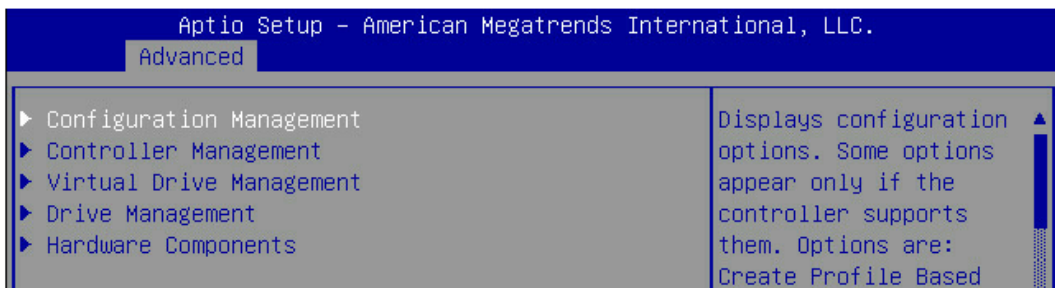 Aptio Setup – American Megatrends International, LLC.
Advanced
Configuration Management
Controller Management
Virtual Drive Management
Drive Management
Hardware Components
Displays configuration
options. Some options
appear only if the
controller supports
them. Options are:
Create Profile Based